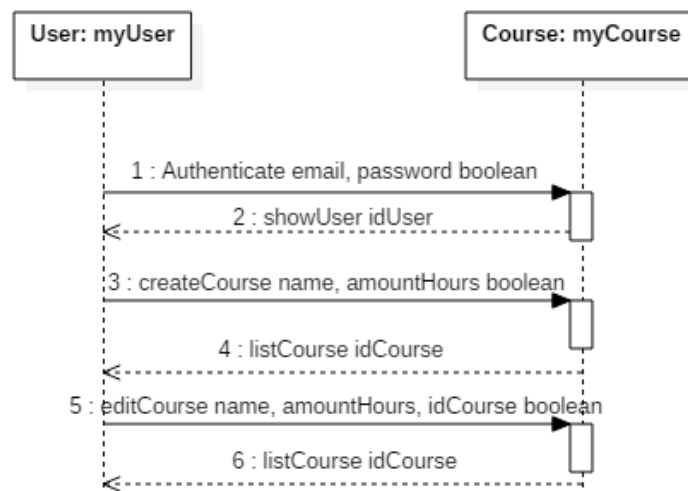 User: myUser
Course: myCourse
1 : Authenticate email, password boolean
2 : showUser idUser
3 : createCourse name, amountHours boolean
4 : listCourse idCourse
5 : editCourse name, amountHours, idCourse boolean
6 : listCourse idCourse